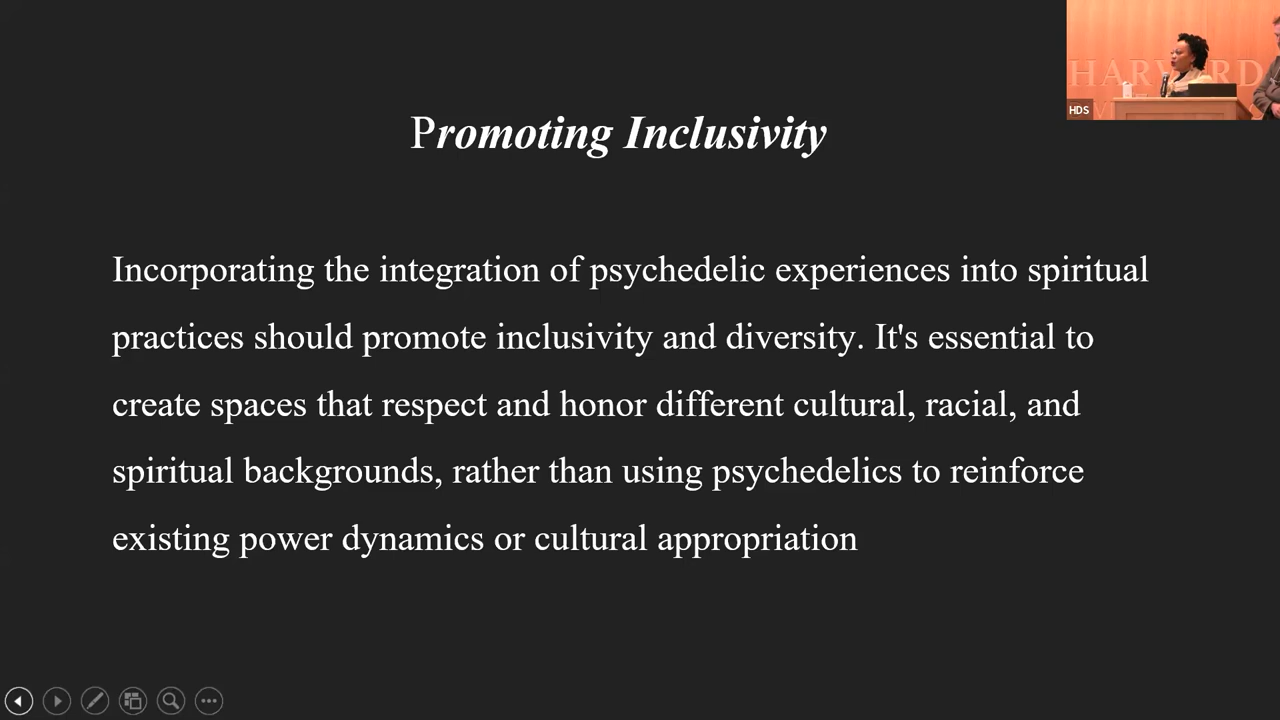 HARVARD
HDS
Promoting Inclusivity
Incorporating the integration of psychedelic experiences into spiritual
practices should promote inclusivity and diversity. It's essential to
create spaces that respect and honor different cultural, racial, and
spiritual backgrounds, rather than using psychedelics to reinforce
existing power dynamics or cultural appropriation